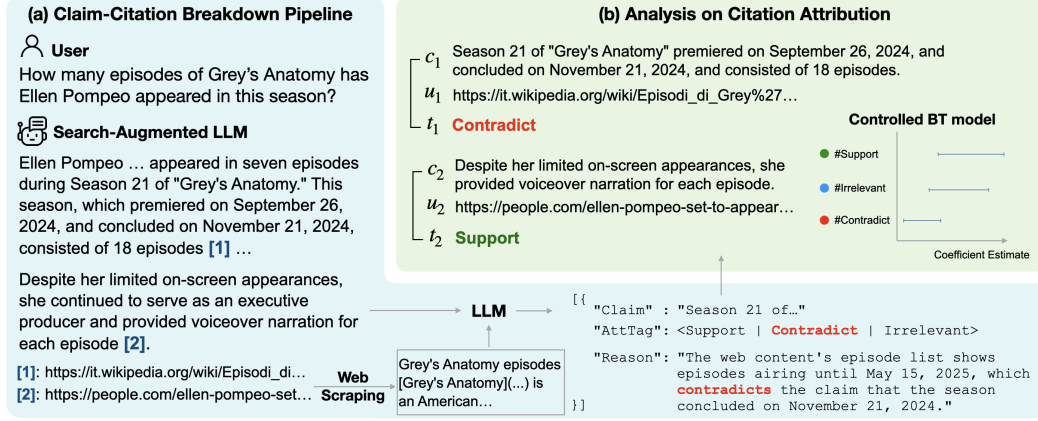 (a) Claim-Citation Breakdown Pipeline
User
How many episodes of Grey's Anatomy has
Ellen Pompeo appeared in this season?
Search-Augmented LLM
Ellen Pompeo … appeared in seven episodes
during Season 21 of "Grey's Anatomy." This
season, which premiered on September 26,
2024, and concluded on November 21, 2024,
consisted of 18 episodes [1] …
Despite her limited on-screen appearances,
she continued to serve as an executive
producer and provided voiceover narration for
each episode [2].
[1]: https://it.wikipedia.org/wiki/Episodi_di…
[2]: https://people.com/ellen-pompeo-set…
Web
Scraping
Grey's Anatomy episodes
[Grey's Anatomy](...) is
an American…
LLM
[{
"Claim" : "Season 21 of…"
"AttTag": <Support | Contradict | Irrelevant>
"Reason": "The web content's episode list shows
episodes airing until May 15, 2025, which
contradicts the claim that the season
concluded on November 21, 2024."
}]
(b) Analysis on Citation Attribution
c1 Season 21 of "Grey's Anatomy" premiered on September 26, 2024, and
concluded on November 21, 2024, and consisted of 18 episodes.
u1 https://it.wikipedia.org/wiki/Episodi_di_Grey%27…
t1 Contradict
c2 Despite her limited on-screen appearances, she
provided voiceover narration for each episode.
u2 https://people.com/ellen-pompeo-set-to-appear…
t2 Support
Controlled BT model
#Support
#Irrelevant
#Contradict
Coefficient Estimate